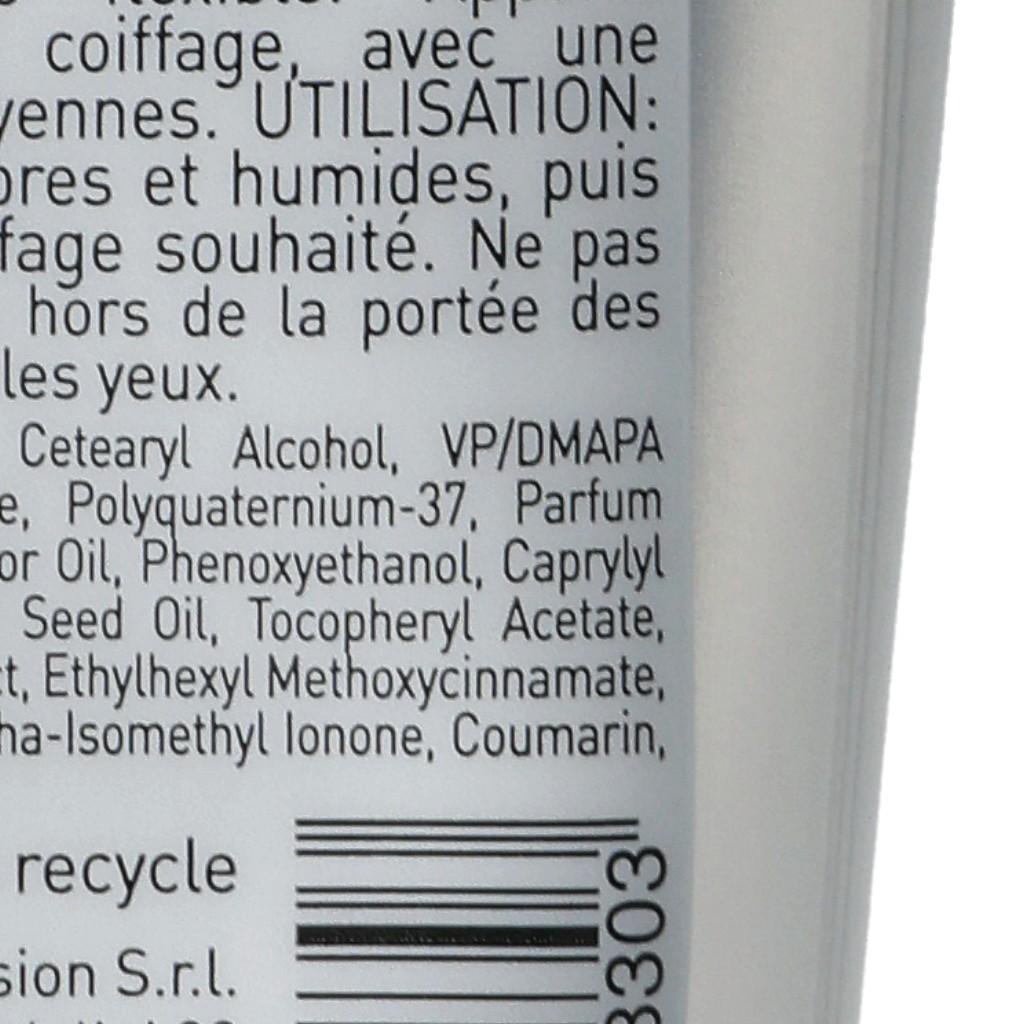 coiffage, avec une
yennes. UTILISATION:
pres et humides, puis
fage souhaité. Ne pas
hors de la portée des
les yeux.
Cetearyl Alcohol, VP/DMAPA
e, Polyquaternium-37, Parfum
or Oil, Phenoxyethanol, Caprylyl
Seed Oil, Tocopheryl Acetate,
t, Ethylhexyl Methoxycinnamate,
ha-Isomethyl Ionone, Coumarin,
recycle
sion S.r.l.
3303